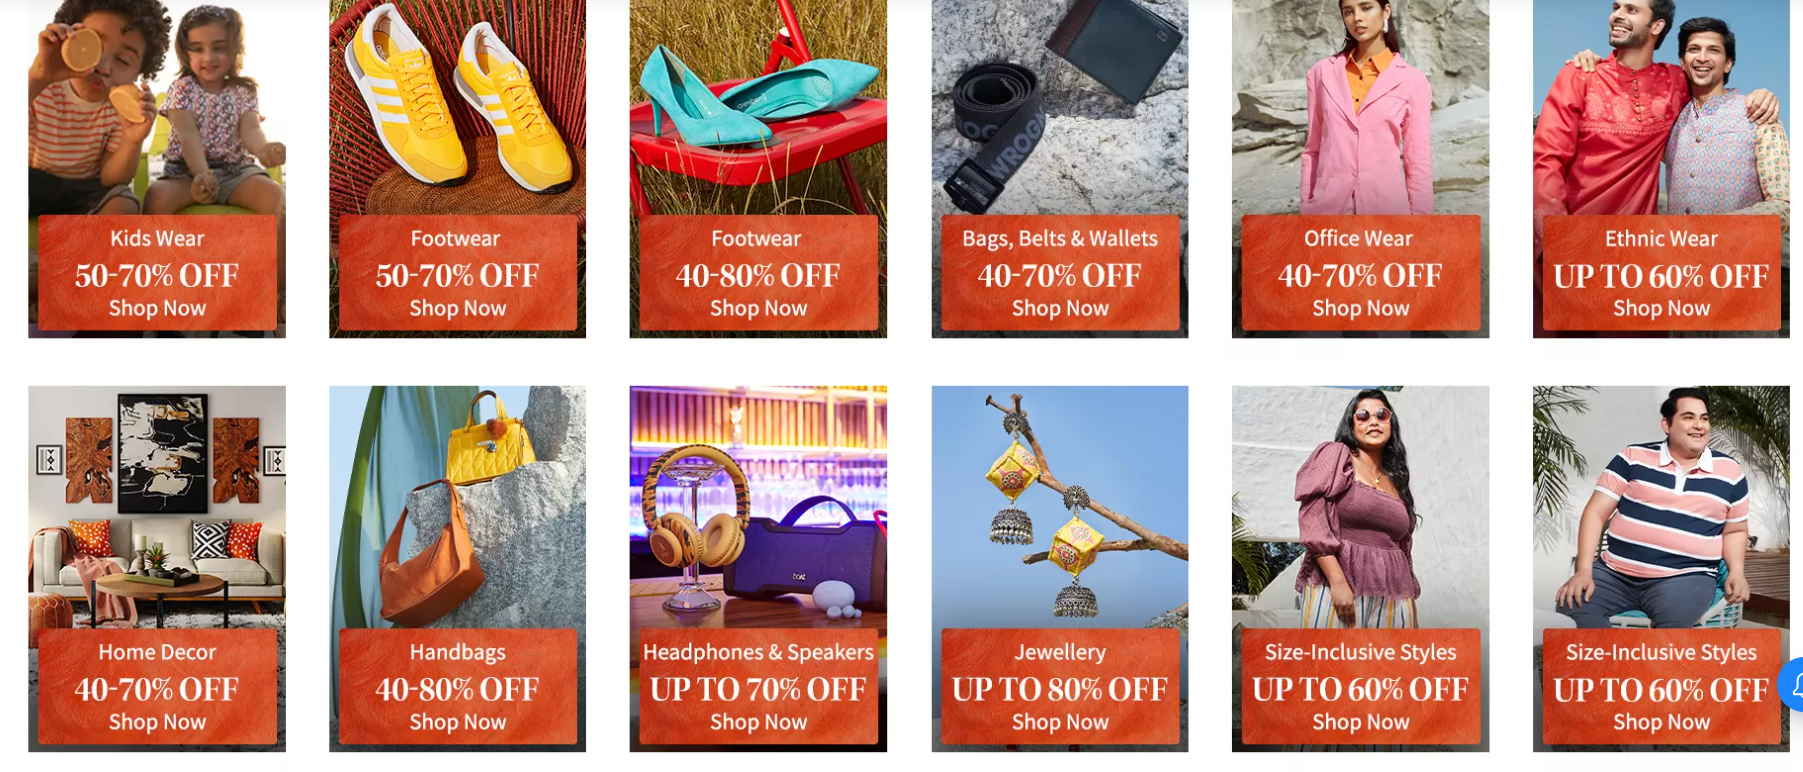 Kids Wear
50-70% OFF
Shop Now
Footwear
50-70% OFF
Shop Now
Footwear
40-80% OFF
Shop Now
WROGN
Bags, Belts & Wallets
40-70% OFF
Shop Now
Office Wear
40-70% OFF
Shop Now
Ethnic Wear
UP TO 60% OFF
Shop Now
Home Decor
40-70% OFF
Shop Now
Handbags
40-80% OFF
Shop Now
boAt
Headphones & Speakers
UP TO 70% OFF
Shop Now
Jewellery
UP TO 80% OFF
Shop Now
Size-Inclusive Styles
UP TO 60% OFF
Shop Now
Size-Inclusive Styles
UP TO 60% OFF
Shop Now